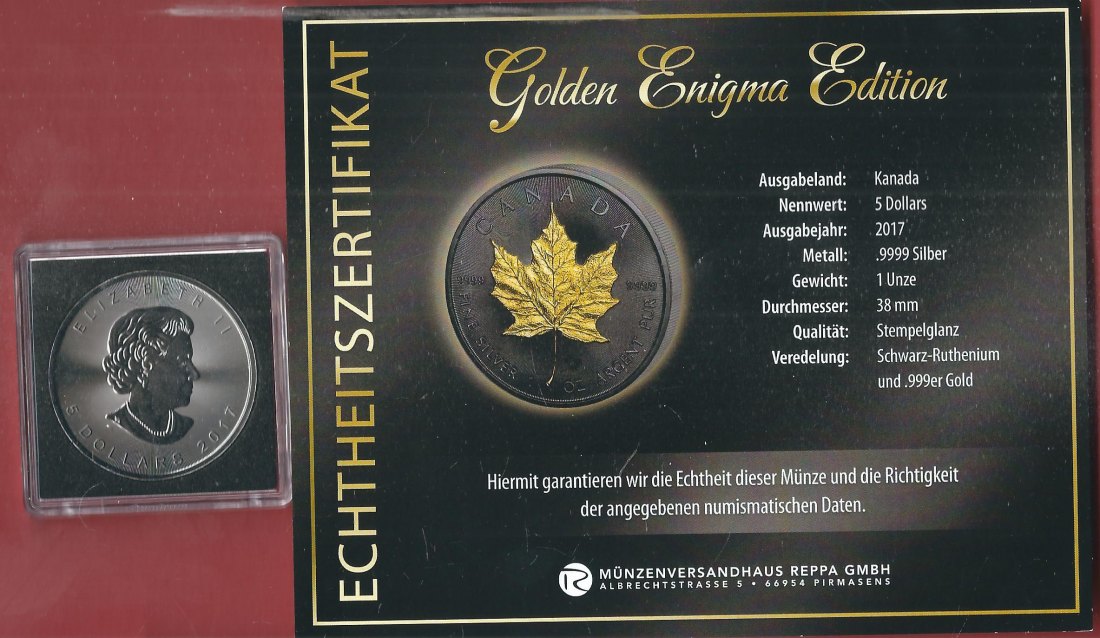 ELIZABETH II
5 DOLLARS 2017
ECHTHEITSZERTIFIKAT
Golden Enigma Edition
CANADA
9999 9999
FINE SILVER 1 OZ ARGENT PUR
Ausgabeland: Kanada
Nennwert: 5 Dollars
Ausgabejahr: 2017
Metall: .9999 Silber
Gewicht: 1 Unze
Durchmesser: 38 mm
Qualität: Stempelglanz
Veredelung: Schwarz-Ruthenium
und .999er Gold
Hiermit garantieren wir die Echtheit dieser Münze und die Richtigkeit
der angegebenen numismatischen Daten.
R MÜNZENVERSANDHAUS REPPA GMBH
ALBRECHTSTRASSE 5 • 66954 PIRMASENS